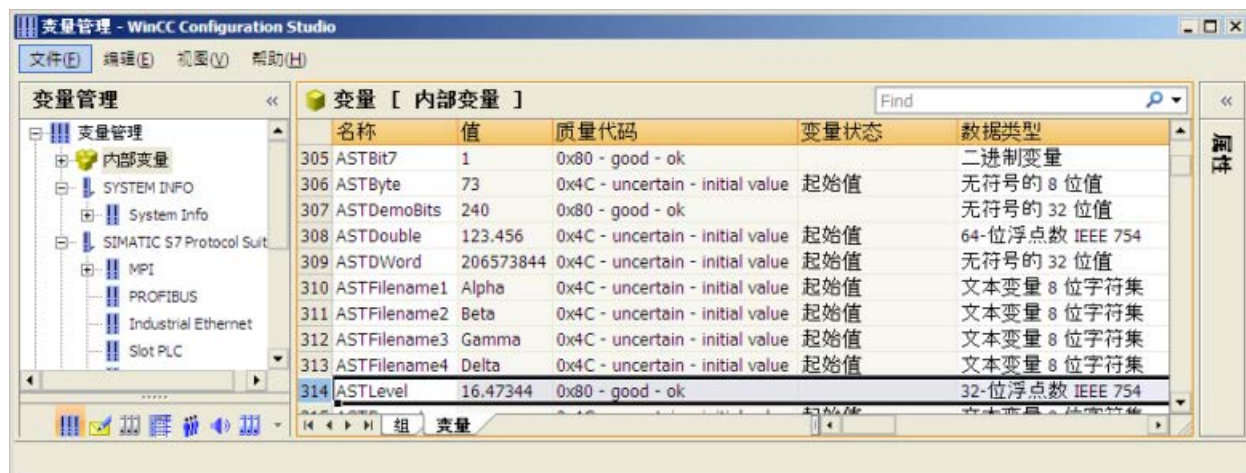 变量管理 - WinCC Configuration Studio
文件(F) 编辑(E) 视图(V) 帮助(H)
变量管理 «
变量管理
内部变量
SYSTEM INFO
System Info
SIMATIC S7 Protocol Suit
MPI
PROFIBUS
Industrial Ethernet
Slot PLC
变量 [ 内部变量 ] Find
名称 值 质量代码 变量状态 数据类型
305 ASTBit7 1 0x80 - good - ok 二进制变量
306 ASTByte 73 0x4C - uncertain - initial value 起始值 无符号的 8 位值
307 ASTDemoBits 240 0x80 - good - ok 无符号的 32 位值
308 ASTDouble 123.456 0x4C - uncertain - initial value 起始值 64-位浮点数 IEEE 754
309 ASTDWord 206573844 0x4C - uncertain - initial value 起始值 无符号的 32 位值
310 ASTFilename1 Alpha 0x4C - uncertain - initial value 起始值 文本变量 8 位字符集
311 ASTFilename2 Beta 0x4C - uncertain - initial value 起始值 文本变量 8 位字符集
312 ASTFilename3 Gamma 0x4C - uncertain - initial value 起始值 文本变量 8 位字符集
313 ASTFilename4 Delta 0x4C - uncertain - initial value 起始值 文本变量 8 位字符集
314 ASTLevel 16.47344 0x80 - good - ok 32-位浮点数 IEEE 754
组 变量
« 属性